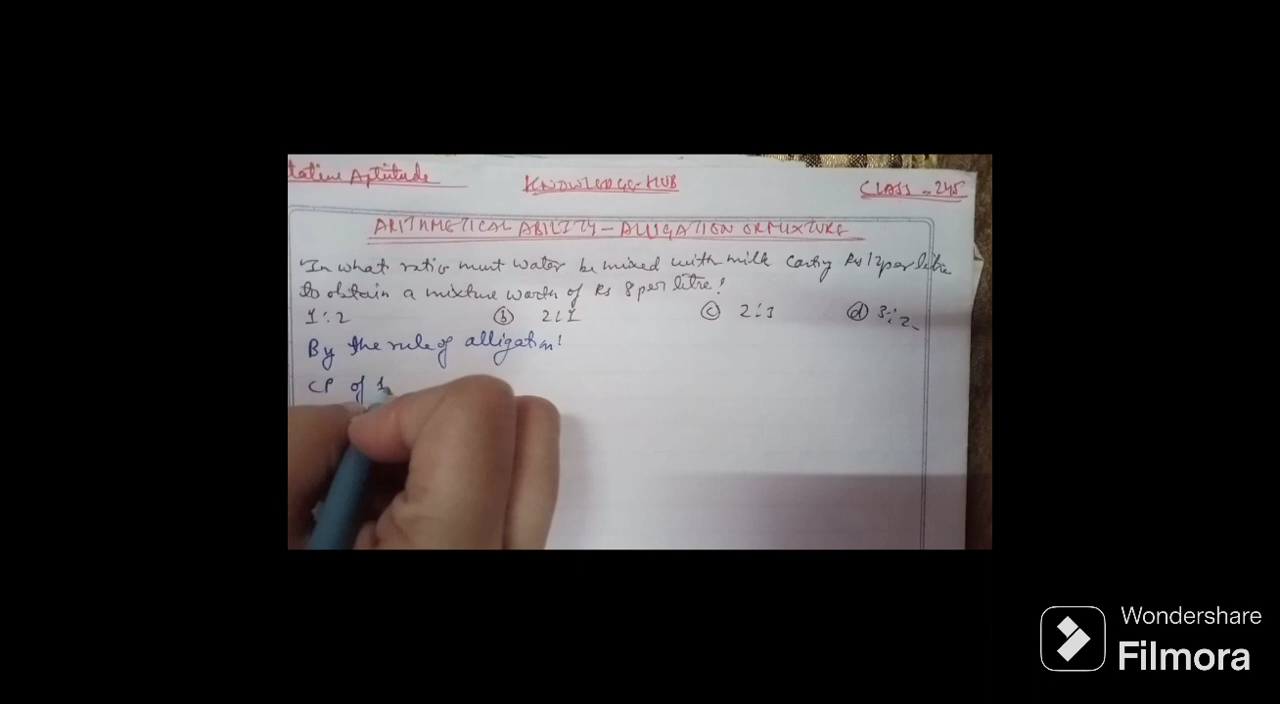 tative Aptitude KNOWLEDGE-HUB CLASS-245
ARITHMETICAL ABILITY - ALLIGATION OR MIXTURE
In what ratio must water be mixed with milk costing Rs 12 per litre
to obtain a mixture worth of Rs 8 per litre?
1:2 (b) 2:1 (c) 2:3 (d) 3:2
By the rule of alligation:
CP of 1
Wondershare
Filmora